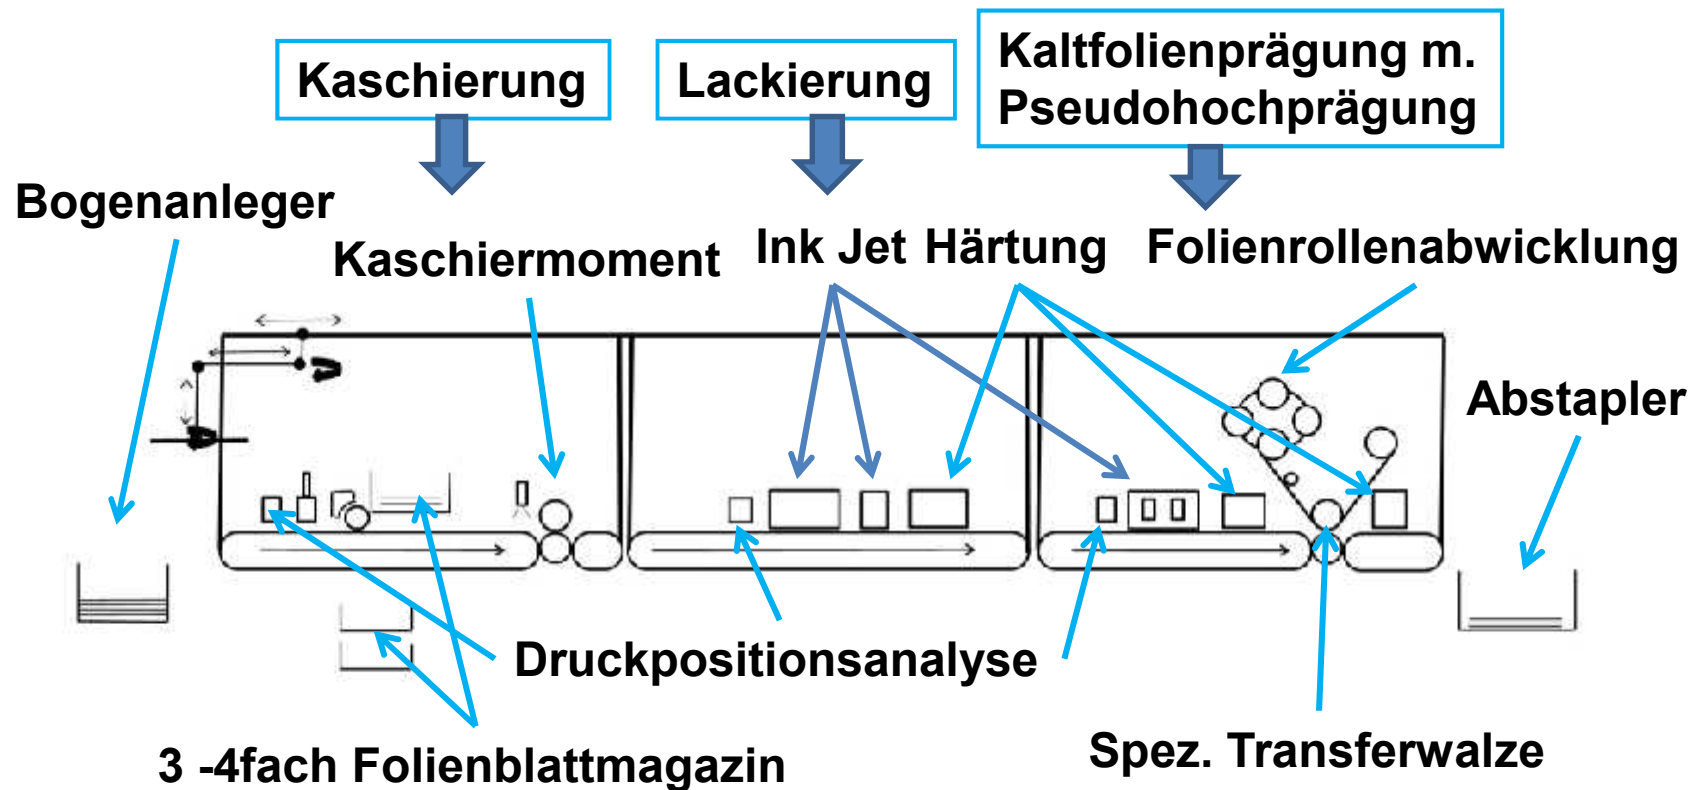 Kaschierung
Lackierung
Kaltfolienprägung m.
Pseudohochprägung
Bogenanleger
Kaschiermoment
Ink Jet
Härtung
Folienrollenabwicklung
Abstapler
Druckpositionsanalyse
3 -4fach Folienblattmagazin
Spez. Transferwalze